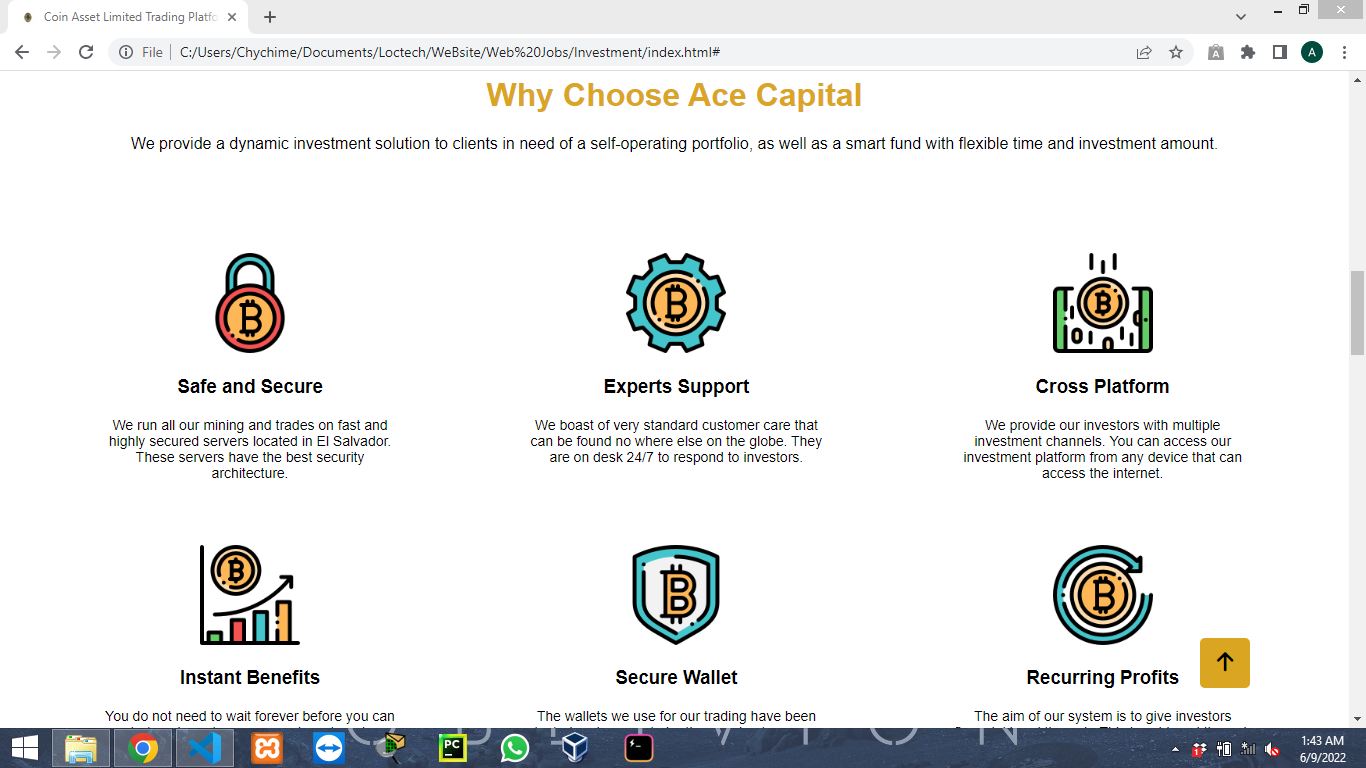 Coin Asset Limited Trading Platfo
File
C:/Users/Chychime/Documents/Loctech/WeBsite/Web%20Jobs/Investment/index.html#
A
A
Why Choose Ace Capital
We provide a dynamic investment solution to clients in need of a self-operating portfolio, as well as a smart fund with flexible time and investment amount.
Safe and Secure
We run all our mining and trades on fast and
highly secured servers located in El Salvador.
These servers have the best security
architecture.
Experts Support
We boast of very standard customer care that
can be found no where else on the globe. They
are on desk 24/7 to respond to investors.
Cross Platform
We provide our investors with multiple
investment channels. You can access our
investment platform from any device that can
access the internet.
Instant Benefits
You do not need to wait forever before you can
Secure Wallet
The wallets we use for our trading have been
Recurring Profits
The aim of our system is to give investors
PC
1:43 AM
6/9/2022